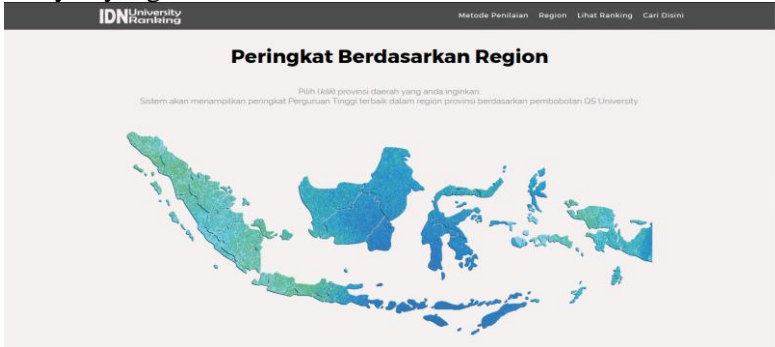 IDN University
Ranking
Metode Penilaian Region Lihat Ranking Cari Disini
Peringkat Berdasarkan Region
Pilih (klik) provinsi daerah yang anda inginkan
Sistem akan menampilkan peringkat Perguruan Tinggi terbaik dalam region provinsi berdasarkan pembobotan QS University.